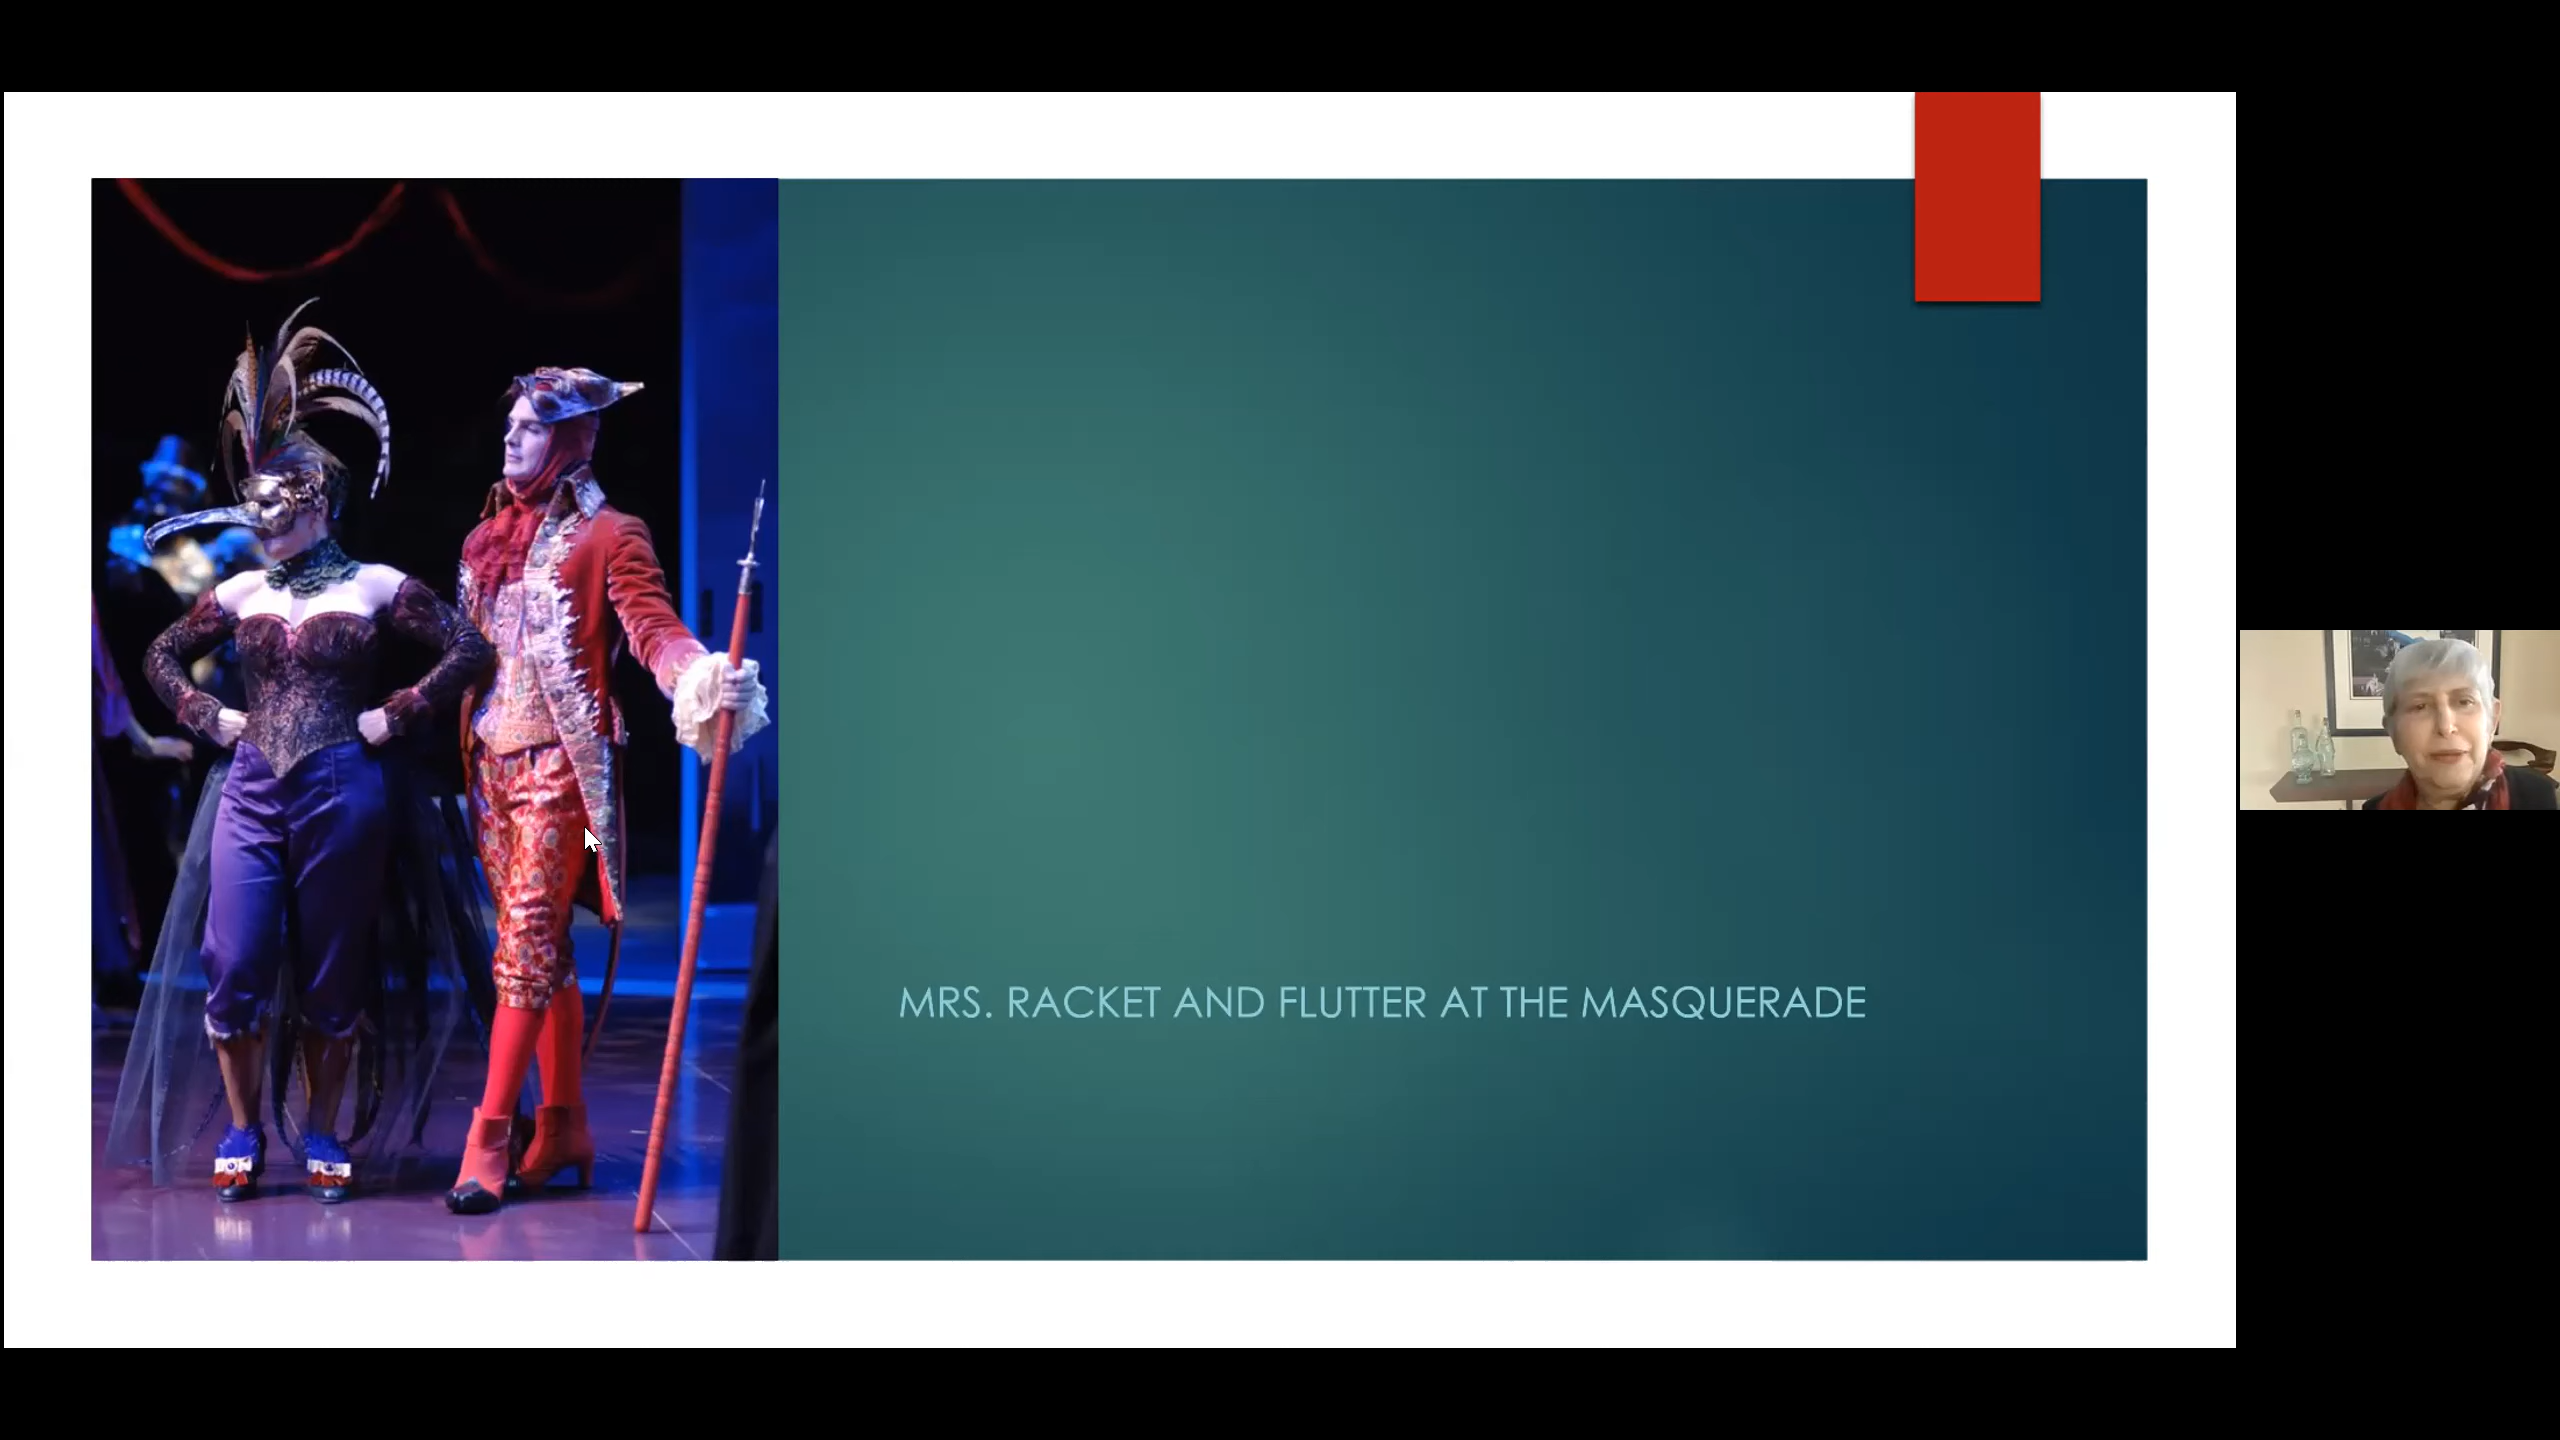 MRS. RACKET AND FLUTTER AT THE MASQUERADE